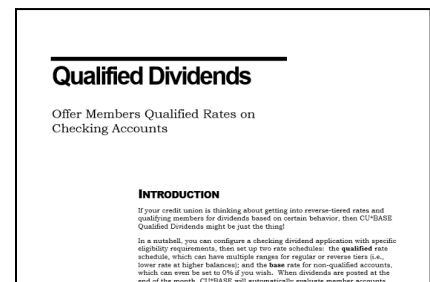 Qualified Dividends
Offer Members Qualified Rates on
Checking Accounts
INTRODUCTION
If your credit union is thinking about getting into reverse-tiered rates and
qualifying members for dividends based on certain behavior, then CU*BASE
Qualified Dividends might be just the thing!
In a nutshell, you can configure a checking dividend application with specific
eligibility requirements, then set up two rate schedules: the qualified rate
schedule, which can have multiple ranges for regular or reverse tiers (i.e.,
lower rate at higher balances); and the base rate for non-qualified accounts,
which can even be set to 0% if you wish. When dividends are posted at the
end of the month, CU*BASE will automatically evaluate member accounts